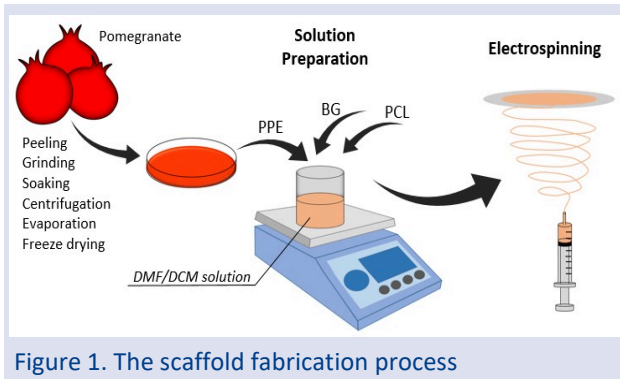 Pomegranate
Peeling
Grinding
Soaking
Centrifugation
Evaporation
Freeze drying
PPE
Solution
Preparation
BG
PCL
DMF/DCM solution
Electrospinning
Figure 1. The scaffold fabrication process